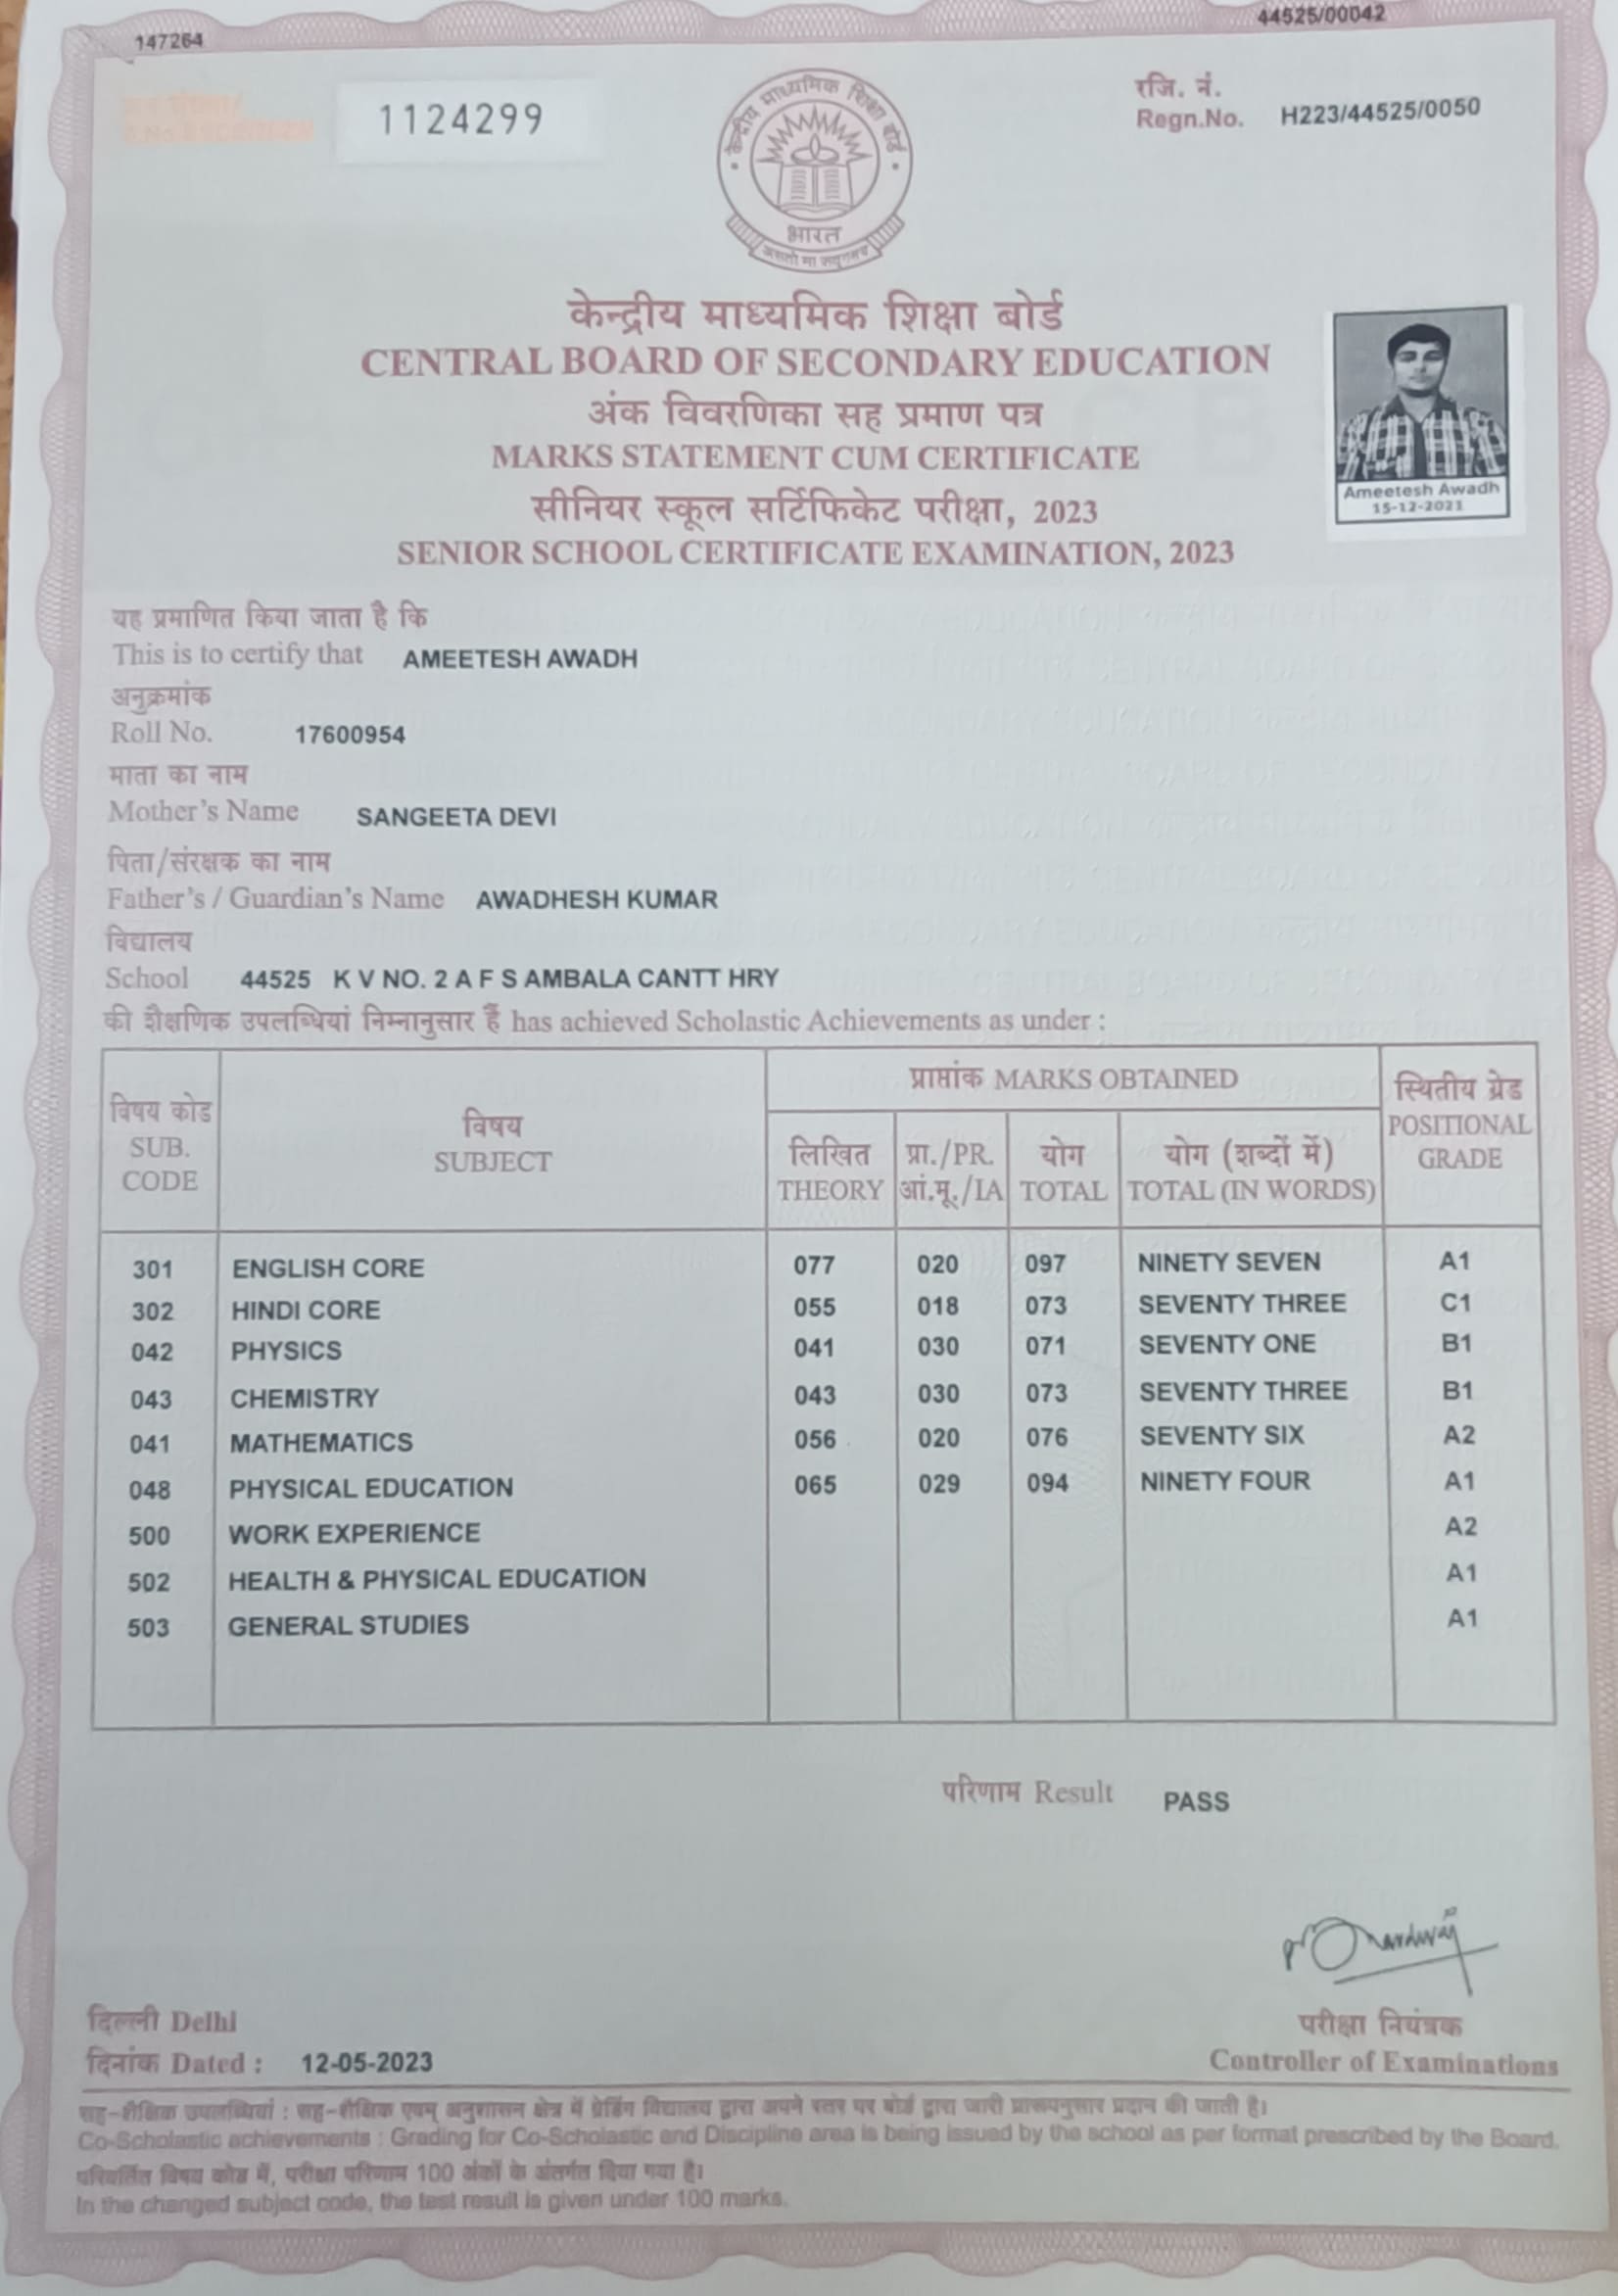 147264
44525/00042
1124299
रजि. नं.
Regn.No. H223/44525/0050
केन्द्रीय माध्यमिक शिक्षा बोर्ड
भारत
असतो मा सद्गमय
केन्द्रीय माध्यमिक शिक्षा बोर्ड
CENTRAL BOARD OF SECONDARY EDUCATION
अंक विवरणिका सह प्रमाण पत्र
MARKS STATEMENT CUM CERTIFICATE
सीनियर स्कूल सर्टिफिकेट परीक्षा, 2023
SENIOR SCHOOL CERTIFICATE EXAMINATION, 2023
Ameetesh Awadh
15-12-2021
यह प्रमाणित किया जाता है कि
This is to certify that AMEETESH AWADH
अनुक्रमांक
Roll No. 17600954
माता का नाम
Mother's Name SANGEETA DEVI
पिता/संरक्षक का नाम
Father's / Guardian's Name AWADHESH KUMAR
विद्यालय
School 44525 K V NO. 2 A F S AMBALA CANTT HRY
की शैक्षणिक उपलब्धियां निम्नानुसार हैं has achieved Scholastic Achievements as under :
विषय कोड
SUB.
CODE
विषय
SUBJECT
प्राप्तांक MARKS OBTAINED
लिखित
THEORY
प्रा./PR.
आं.मू./IA
योग
TOTAL
योग (शब्दों में)
TOTAL (IN WORDS)
स्थितीय ग्रेड
POSITIONAL
GRADE
301 ENGLISH CORE 077 020 097 NINETY SEVEN A1
302 HINDI CORE 055 018 073 SEVENTY THREE C1
042 PHYSICS 041 030 071 SEVENTY ONE B1
043 CHEMISTRY 043 030 073 SEVENTY THREE B1
041 MATHEMATICS 056 020 076 SEVENTY SIX A2
048 PHYSICAL EDUCATION 065 029 094 NINETY FOUR A1
500 WORK EXPERIENCE A2
502 HEALTH & PHYSICAL EDUCATION A1
503 GENERAL STUDIES A1
परिणाम Result PASS
दिल्ली Delhi
दिनांक Dated : 12-05-2023
परीक्षा नियंत्रक
Controller of Examinations
सह-शैक्षिक उपलब्धियां : सह-शैक्षिक एवम् अनुशासन क्षेत्र में ग्रेडिंग विद्यालय द्वारा अपने स्तर पर बोर्ड द्वारा जारी प्रारूपनुसार प्रदान की जाती है।
Co-Scholastic achievements : Grading for Co-Scholastic and Discipline area is being issued by the school as per format prescribed by the Board.
परिवर्तित विषय कोड में, परीक्षा परिणाम 100 अंकों के अंतर्गत दिया गया है।
In the changed subject code, the test result is given under 100 marks.